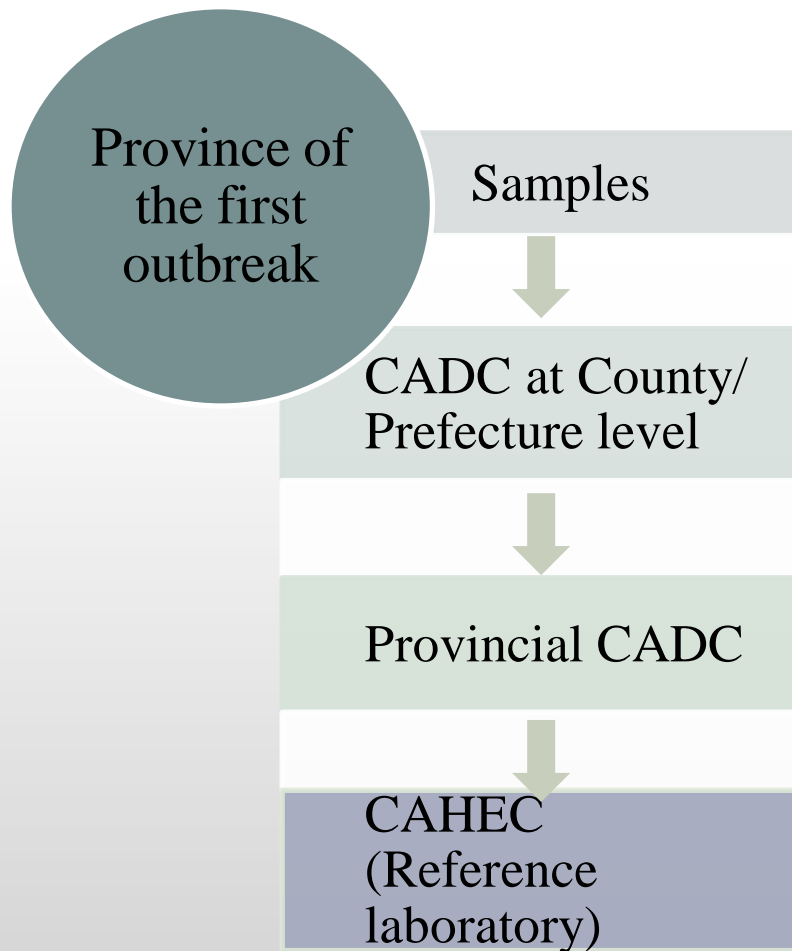 Province of
the first
outbreak
Samples
CADC at County/
Prefecture level
Provincial CADC
CAHEC
(Reference
laboratory)